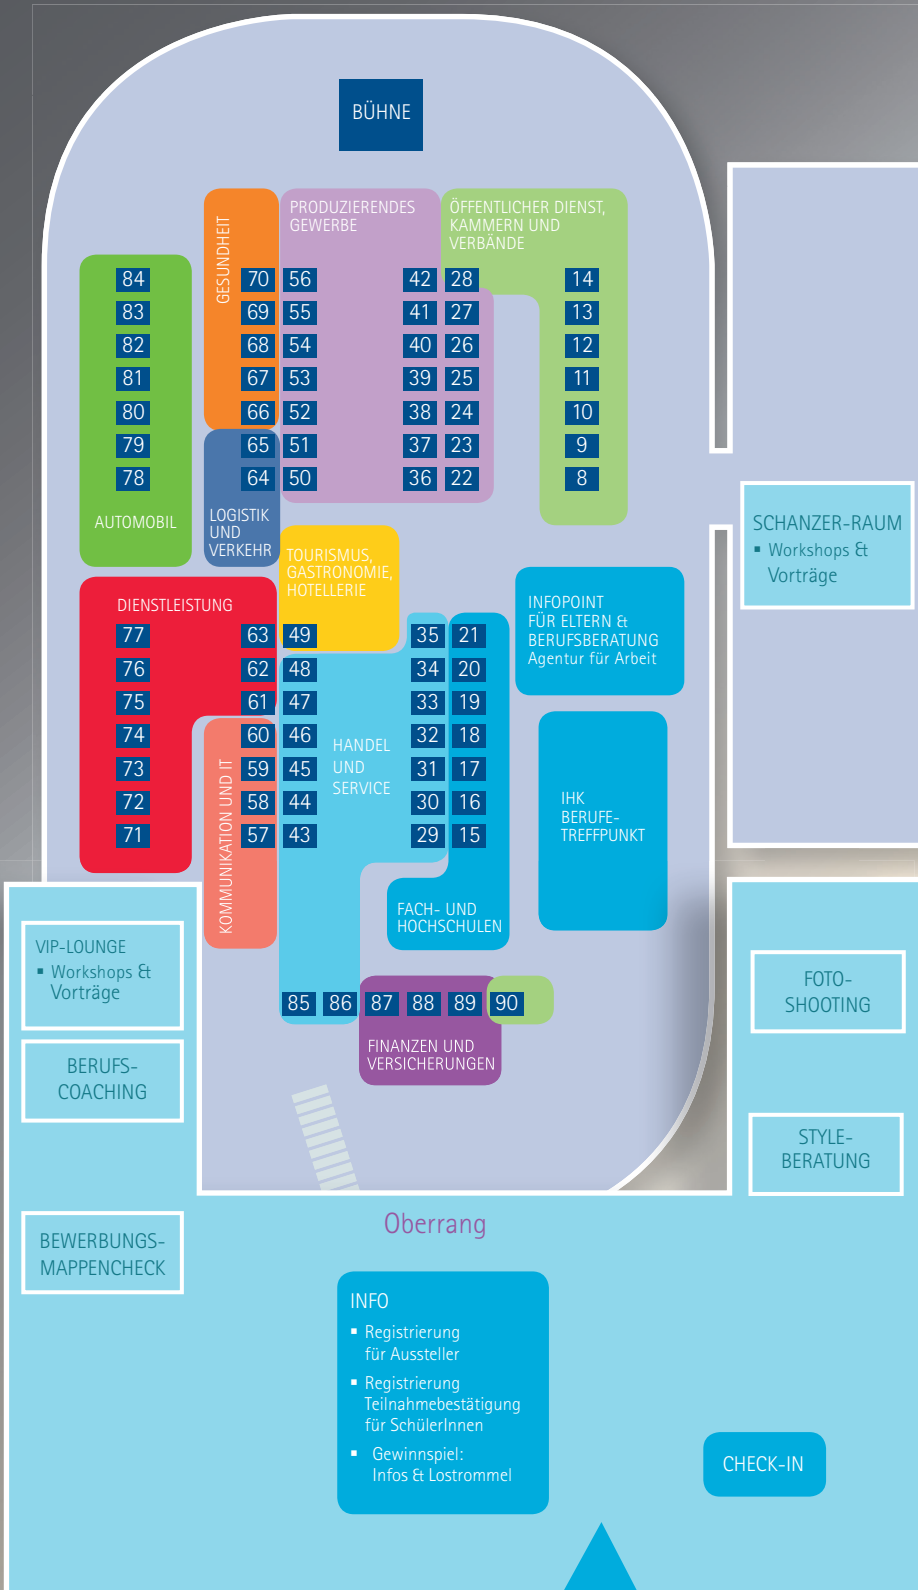 BÜHNE
GESUNDHEIT
PRODUZIERENDES
GEWERBE
ÖFFENTLICHER DIENST,
KAMMERN UND
VERBÄNDE
84 70 56 42 28 14
83 69 55 41 27 13
82 68 54 40 26 12
81 67 53 39 25 11
80 66 52 38 24 10
79 65 51 37 23 9
78 64 50 36 22 8
AUTOMOBIL
LOGISTIK
UND
VERKEHR
SCHANZER-RAUM
▪ Workshops &
Vorträge
TOURISMUS,
GASTRONOMIE,
HOTELLERIE
DIENSTLEISTUNG
INFOPOINT
FÜR ELTERN &
BERUFSBERATUNG
Agentur für Arbeit
77 63 49 35 21
76 62 48 34 20
75 61 47 33 19
74 60 46 32 18
73 59 45 31 17
72 58 44 30 16
71 57 43 29 15
HANDEL
UND
SERVICE
KOMMUNIKATION UND IT
IHK
BERUFE-
TREFFPUNKT
FACH- UND
HOCHSCHULEN
VIP-LOUNGE
▪ Workshops &
Vorträge
FOTO-
SHOOTING
85 86 87 88 89 90
FINANZEN UND
VERSICHERUNGEN
BERUFS-
COACHING
STYLE-
BERATUNG
Oberrang
BEWERBUNGS-
MAPPENCHECK
INFO
▪ Registrierung
für Aussteller
▪ Registrierung
Teilnahmebestätigung
für SchülerInnen
▪ Gewinnspiel:
Infos & Lostrommel
CHECK-IN